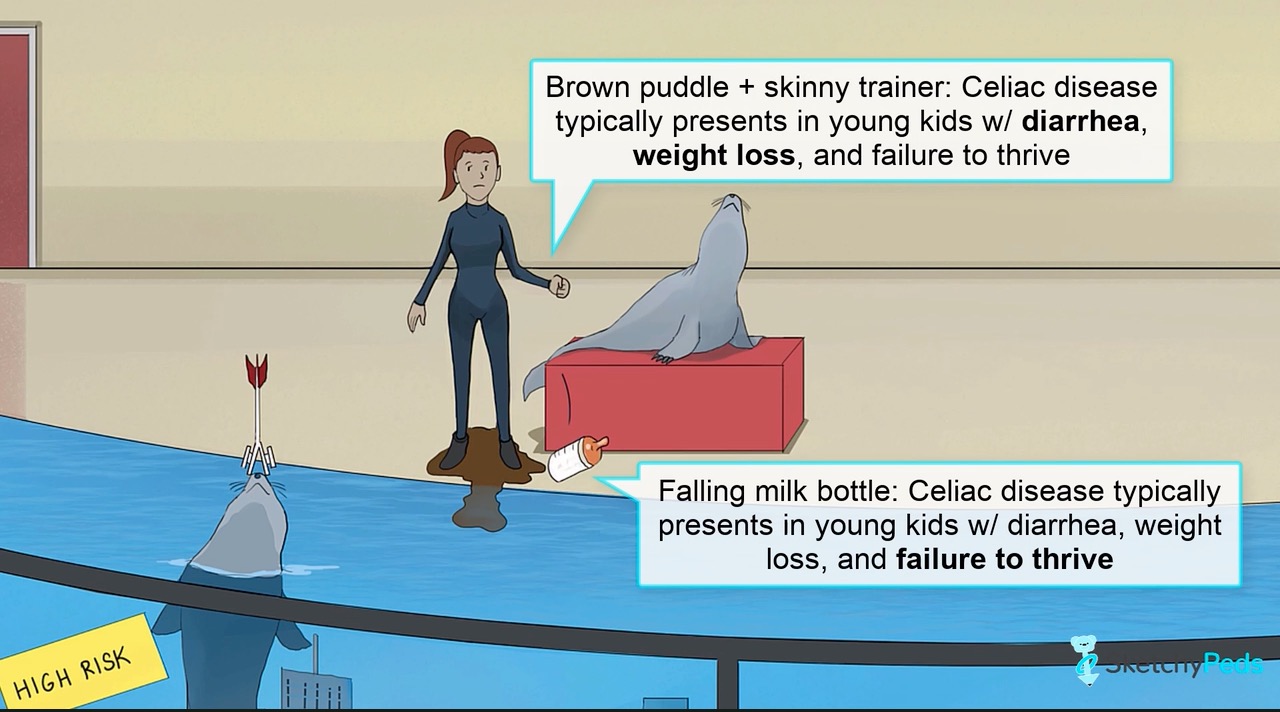 Brown puddle + skinny trainer: Celiac disease
typically presents in young kids w/ diarrhea,
weight loss, and failure to thrive
Falling milk bottle: Celiac disease typically
presents in young kids w/ diarrhea, weight
loss, and failure to thrive
HIGH RISK
SketchyPeds